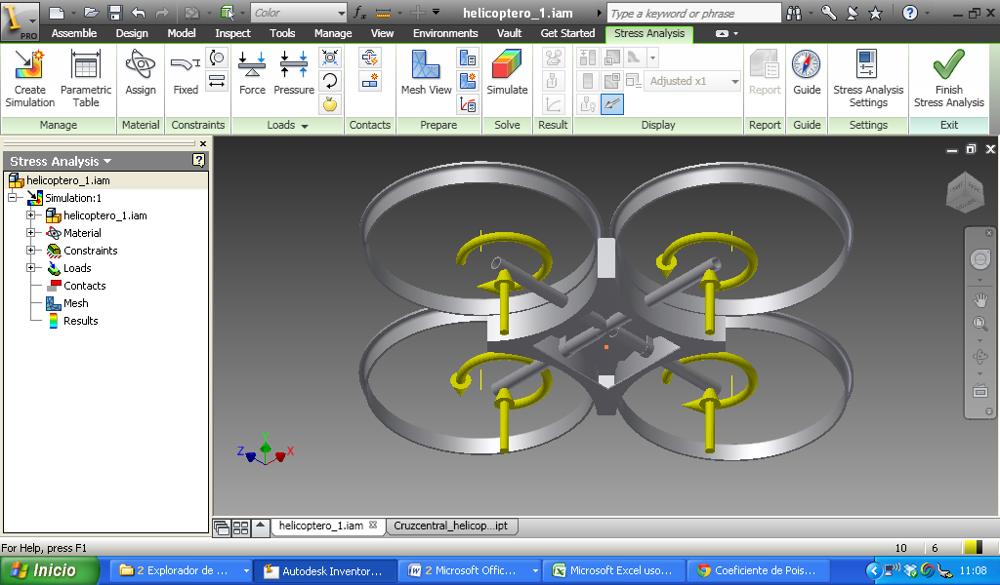 Color
helicoptero_1.iam
Type a keyword or phrase
PRO
Assemble Design Model Inspect Tools Manage View Environments Vault Get Started Stress Analysis
Create Simulation
Parametric Table
Assign
Fixed
Force
Pressure
Mesh View
Simulate
Adjusted x1
Report
Guide
Stress Analysis Settings
Finish Stress Analysis
Manage Material Constraints Loads Contacts Prepare Solve Result Display Report Guide Settings Exit
Stress Analysis
helicoptero_1.iam
Simulation:1
helicoptero_1.iam
Material
Constraints
Loads
Contacts
Mesh
Results
Y
Z X
helicoptero_1.iam Cruzcentral_helicop...ipt
For Help, press F1 10 6
Inicio 2 Explorador de ... Autodesk Inventor... 2 Microsoft Offic... Microsoft Excel uso... Coeficiente de Pois... 11:08